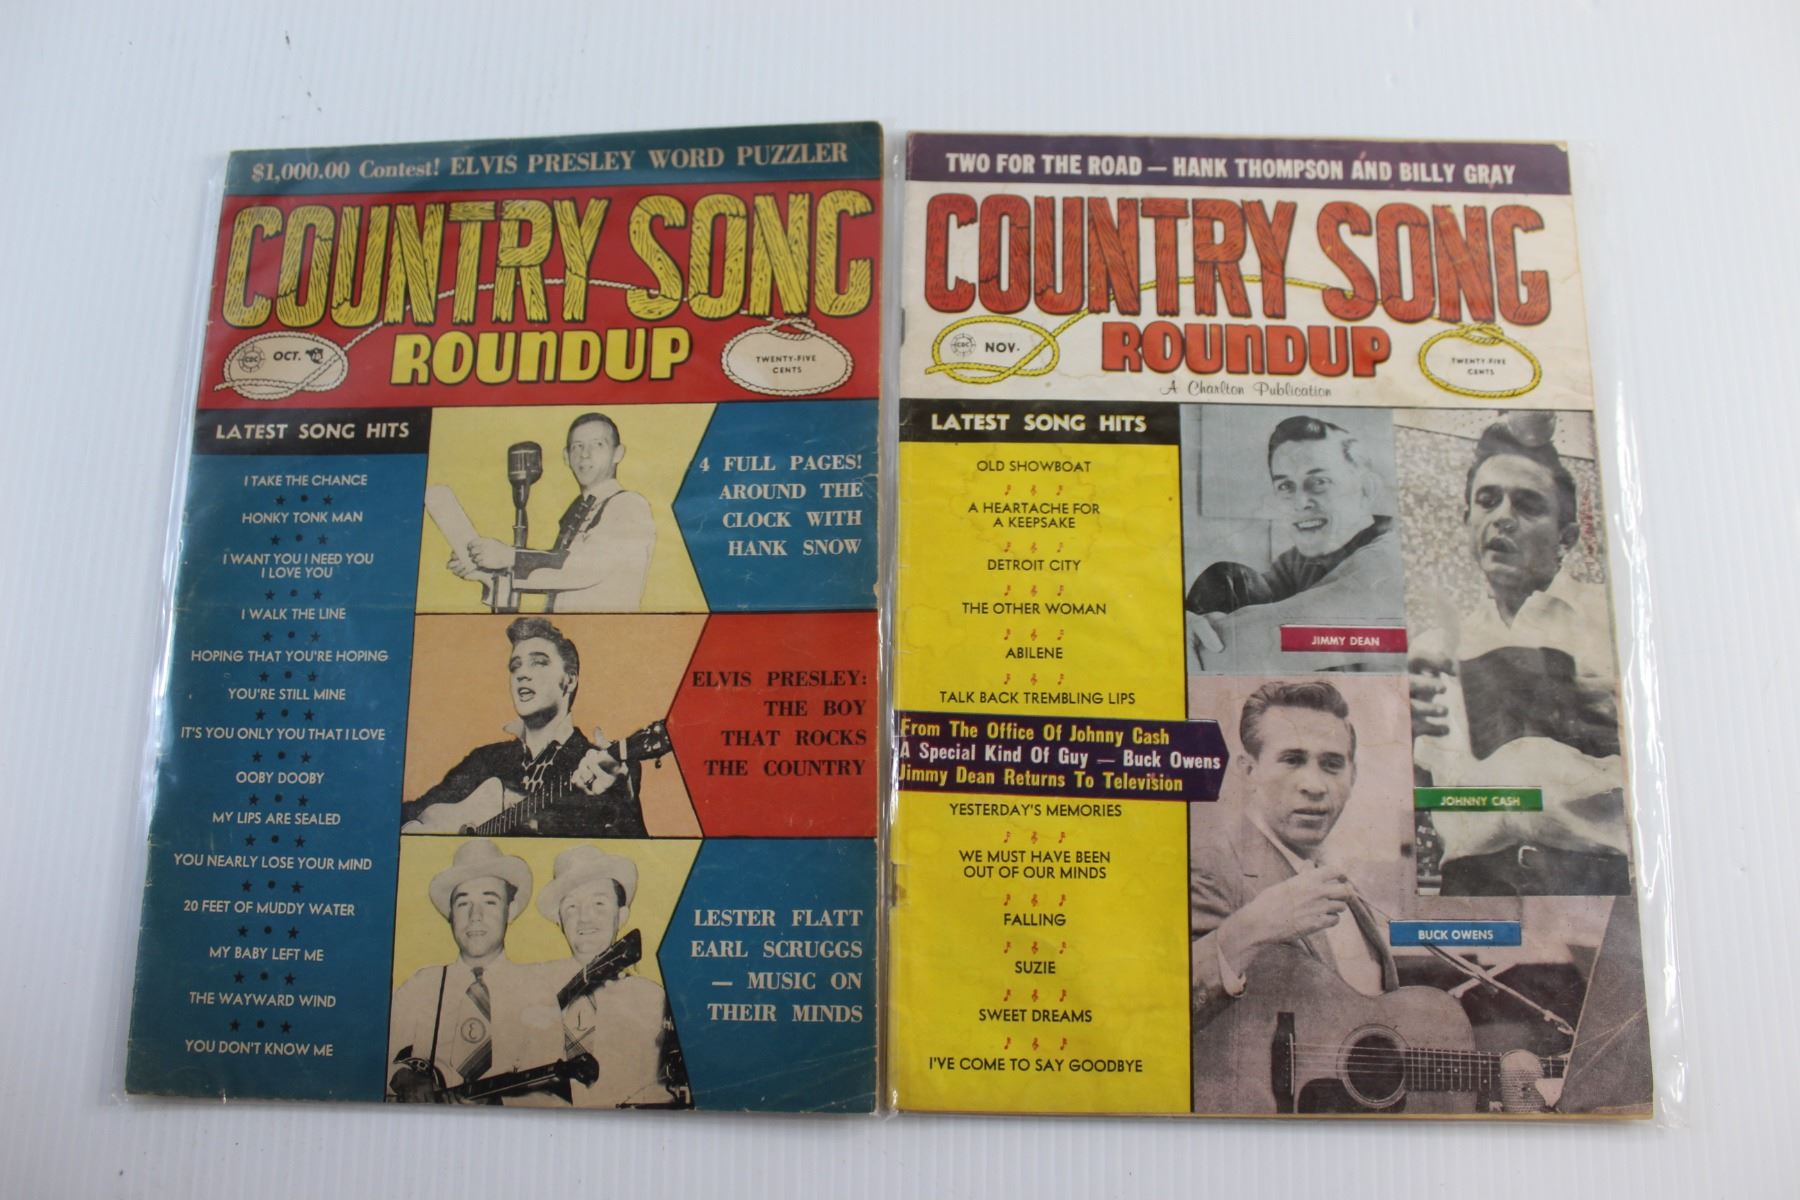 $1,000.00 Contest! ELVIS PRESLEY WORD PUZZLER
COUNTRY SONG
ROUNDUP
CDC
OCT.
TWENTY-FIVE
CENTS
LATEST SONG HITS
I TAKE THE CHANCE
HONKY TONK MAN
I WANT YOU I NEED YOU
I LOVE YOU
I WALK THE LINE
HOPING THAT YOU'RE HOPING
YOU'RE STILL MINE
IT'S YOU ONLY YOU THAT I LOVE
OOBY DOOBY
MY LIPS ARE SEALED
YOU NEARLY LOSE YOUR MIND
20 FEET OF MUDDY WATER
MY BABY LEFT ME
THE WAYWARD WIND
YOU DON'T KNOW ME
4 FULL PAGES!
AROUND THE
CLOCK WITH
HANK SNOW
ELVIS PRESLEY:
THE BOY
THAT ROCKS
THE COUNTRY
LESTER FLATT
EARL SCRUGGS
— MUSIC ON
THEIR MINDS
E
L
TWO FOR THE ROAD — HANK THOMPSON AND BILLY GRAY
COUNTRY SONG
ROUNDUP
CDC
NOV.
A Charlton Publication
TWENTY-FIVE
CENTS
LATEST SONG HITS
OLD SHOWBOAT
A HEARTACHE FOR
A KEEPSAKE
DETROIT CITY
THE OTHER WOMAN
ABILENE
TALK BACK TREMBLING LIPS
From The Office Of Johnny Cash
A Special Kind Of Guy — Buck Owens
Jimmy Dean Returns To Television
YESTERDAY'S MEMORIES
WE MUST HAVE BEEN
OUT OF OUR MINDS
FALLING
SUZIE
SWEET DREAMS
I'VE COME TO SAY GOODBYE
JIMMY DEAN
JOHNNY CASH
BUCK OWENS